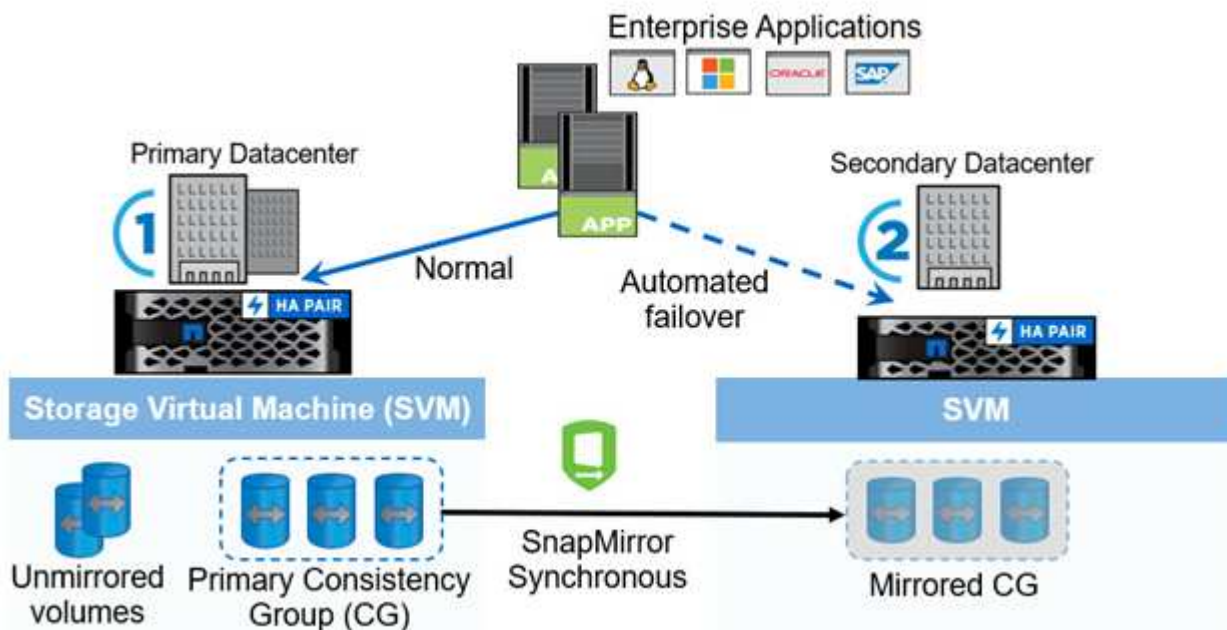 Enterprise Applications
ORACLE
SAP
Primary Datacenter
Secondary Datacenter
1
2
APP
Normal
Automated
failover
HA PAIR
HA PAIR
Storage Virtual Machine (SVM)
SVM
SnapMirror
Synchronous
Unmirrored
volumes
Primary Consistency
Group (CG)
Mirrored CG